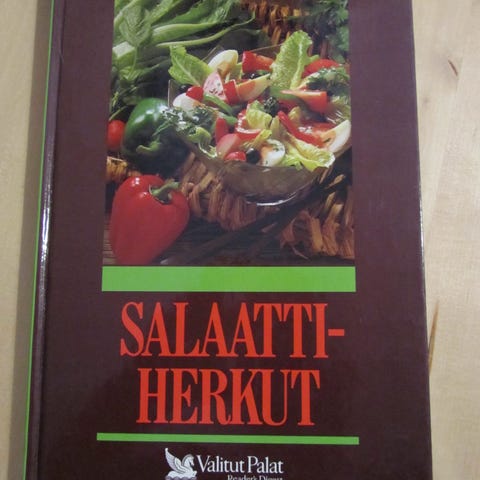 SALAATTI-
HERKUT
Valitut Palat
Reader's Digest